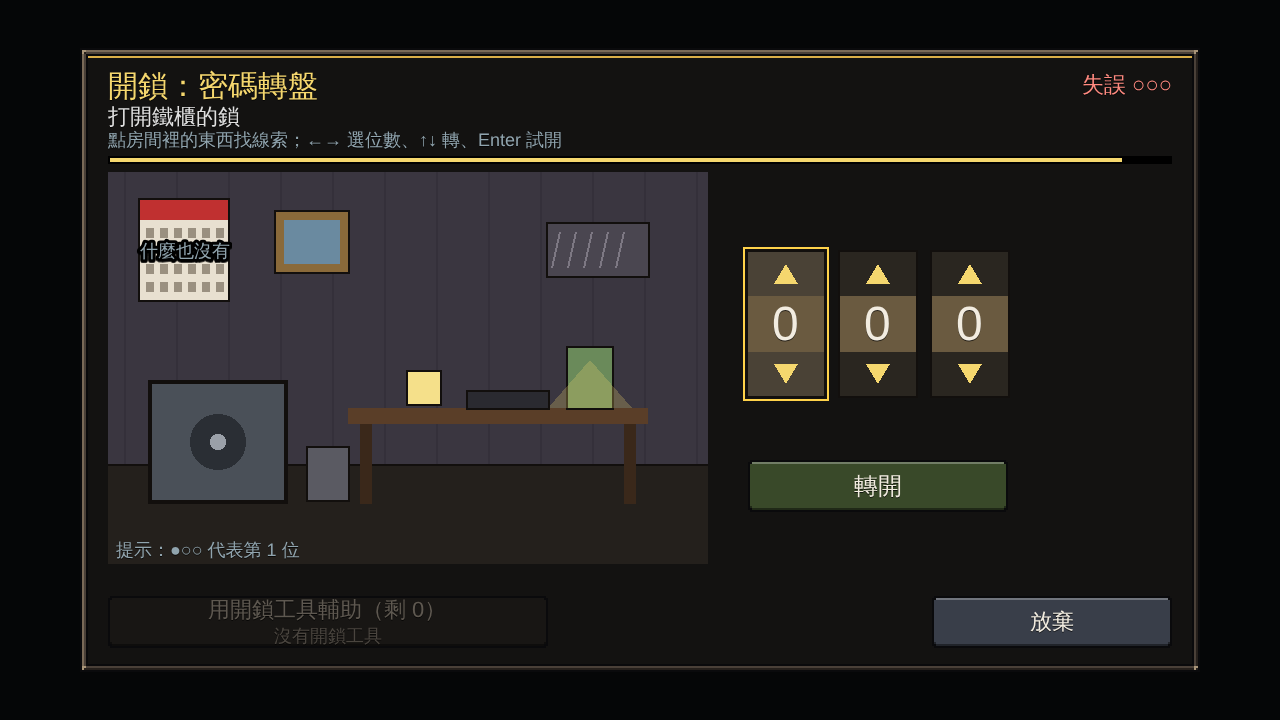 開鎖：密碼轉盤
失誤 ○○○
打開鐵櫃的鎖
點房間裡的東西找線索；←→ 選位數、↑↓ 轉、Enter 試開
什麼也沒有
0 0 0
轉開
提示：●○○ 代表第 1 位
用開鎖工具輔助（剩 0）
沒有開鎖工具
放棄